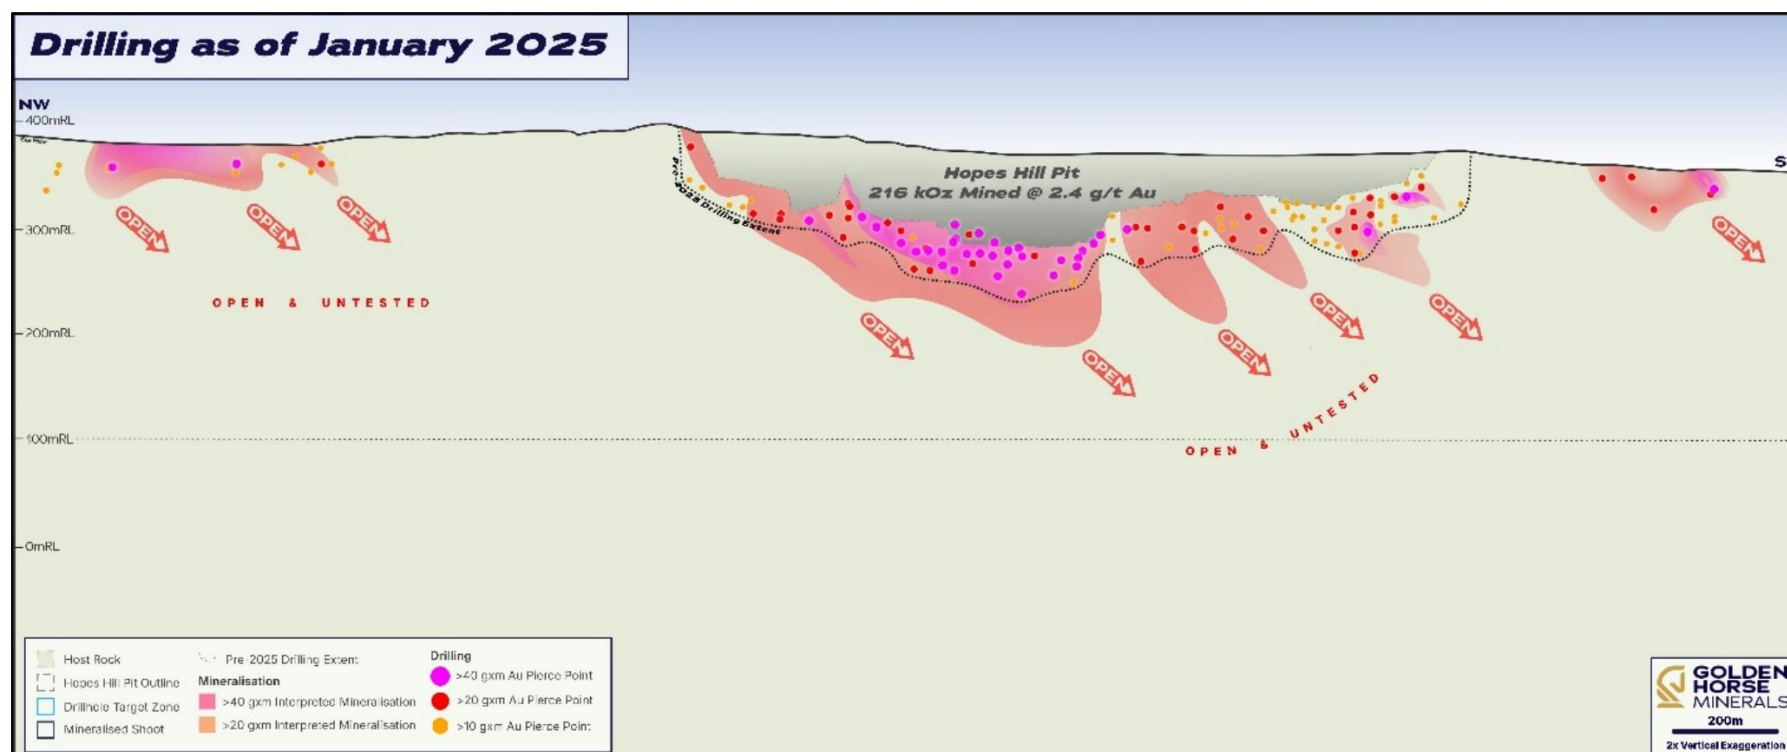 MINERALS
Drilling as of January 2025
NW
400mRL
S
Hopes Hill Pit
216 kOz Mined @ 2.4 g/t Au
Pre-2025 Drilling Extent
300mRL
OPEN
OPEN
OPEN
OPEN
OPEN & UNTESTED
OPEN
OPEN
OPEN
OPEN
OPEN
200mRL
OPEN & UNTESTED
100mRL
0mRL
Host Rock
Hopes Hill Pit Outline
Drillhole Target Zone
Mineralised Shoot
Pre-2025 Drilling Extent
Mineralisation
>40 gxm Interpreted Mineralisation
>20 gxm Interpreted Mineralisation
Drilling
>40 gxm Au Pierce Point
>20 gxm Au Pierce Point
>10 gxm Au Pierce Point
GOLDEN
HORSE
MINERALS
200m
2x Vertical Exaggeration